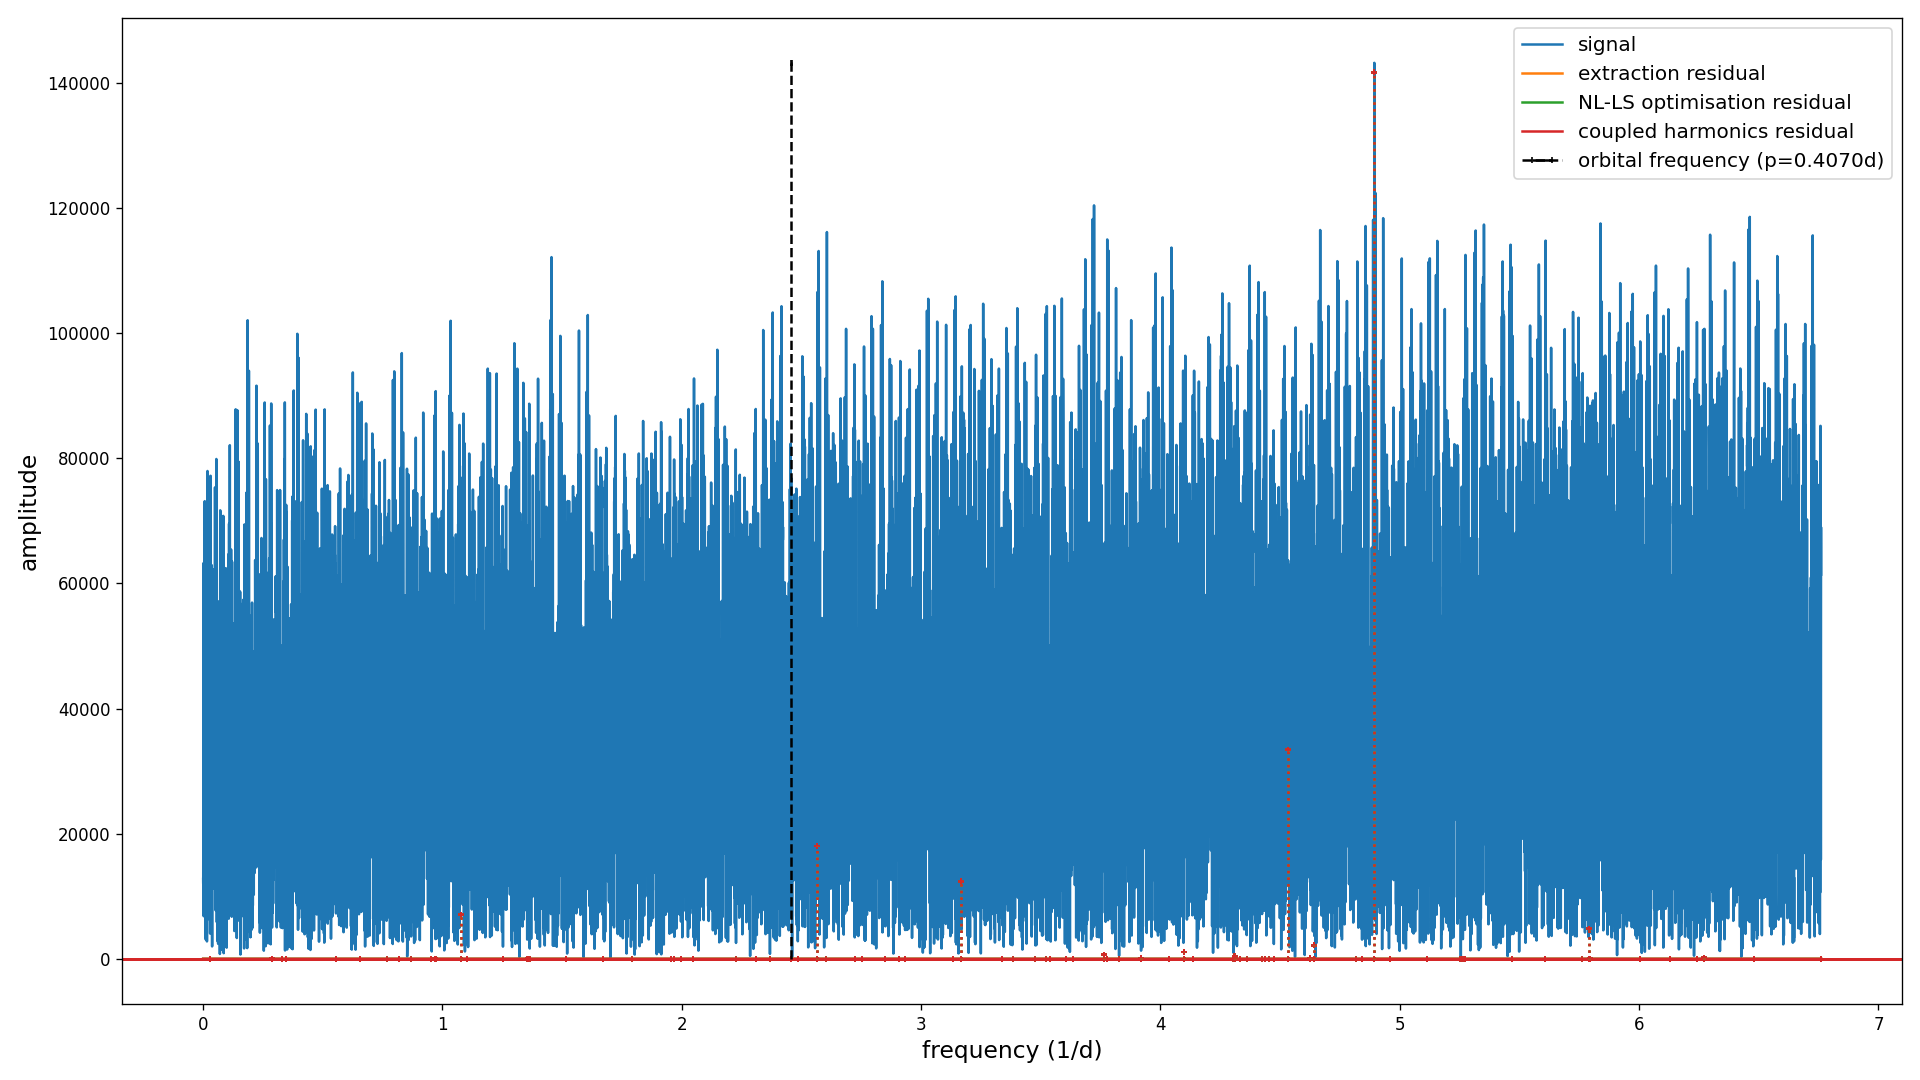 signal
extraction residual
NL-LS optimisation residual
coupled harmonics residual
orbital frequency (p=0.4070d)
amplitude
140000
120000
100000
80000
60000
40000
20000
0
0 1 2 3 4 5 6 7
frequency (1/d)